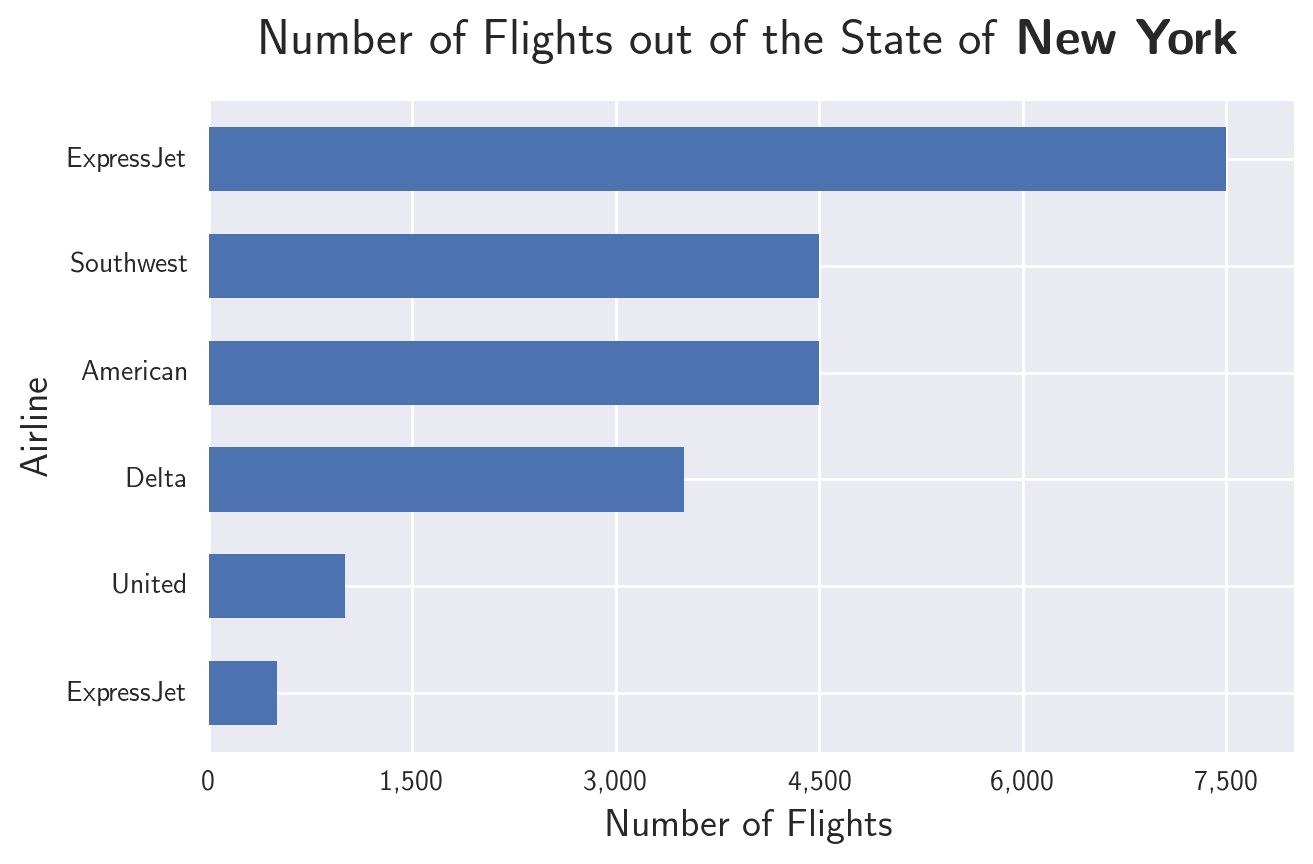 Number of Flights out of the State of New York
ExpressJet
Southwest
American
Delta
United
ExpressJet
Airline
0 1,500 3,000 4,500 6,000 7,500
Number of Flights